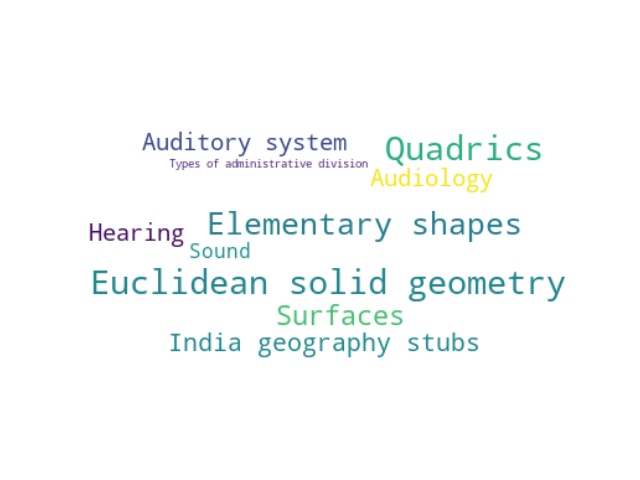 Auditory system
Quadrics
Types of administrative division
Audiology
Elementary shapes
Hearing
Sound
Euclidean solid geometry
Surfaces
India geography stubs